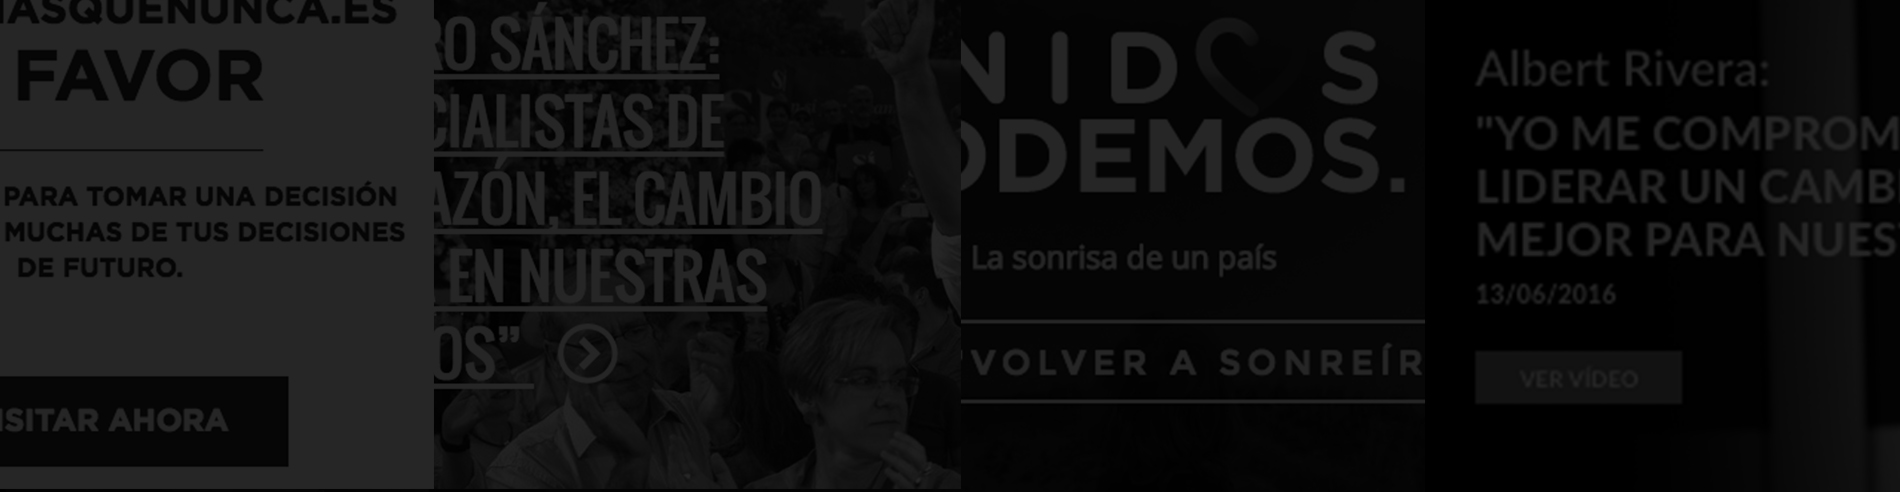 MASQUENUNCA.ES
FAVOR
PARA TOMAR UNA DECISIÓN
MUCHAS DE TUS DECISIONES
DE FUTURO.
ISITAR AHORA
RO SÁNCHEZ:
CIALISTAS DE
AZÓN, EL CAMBIO
EN NUESTRAS
OS”
NID S
ODEMOS.
La sonrisa de un país
VOLVER A SONREÍR
Albert Rivera:
"YO ME COMPROM
LIDERAR UN CAMB
MEJOR PARA NUES
13/06/2016
VER VÍDEO